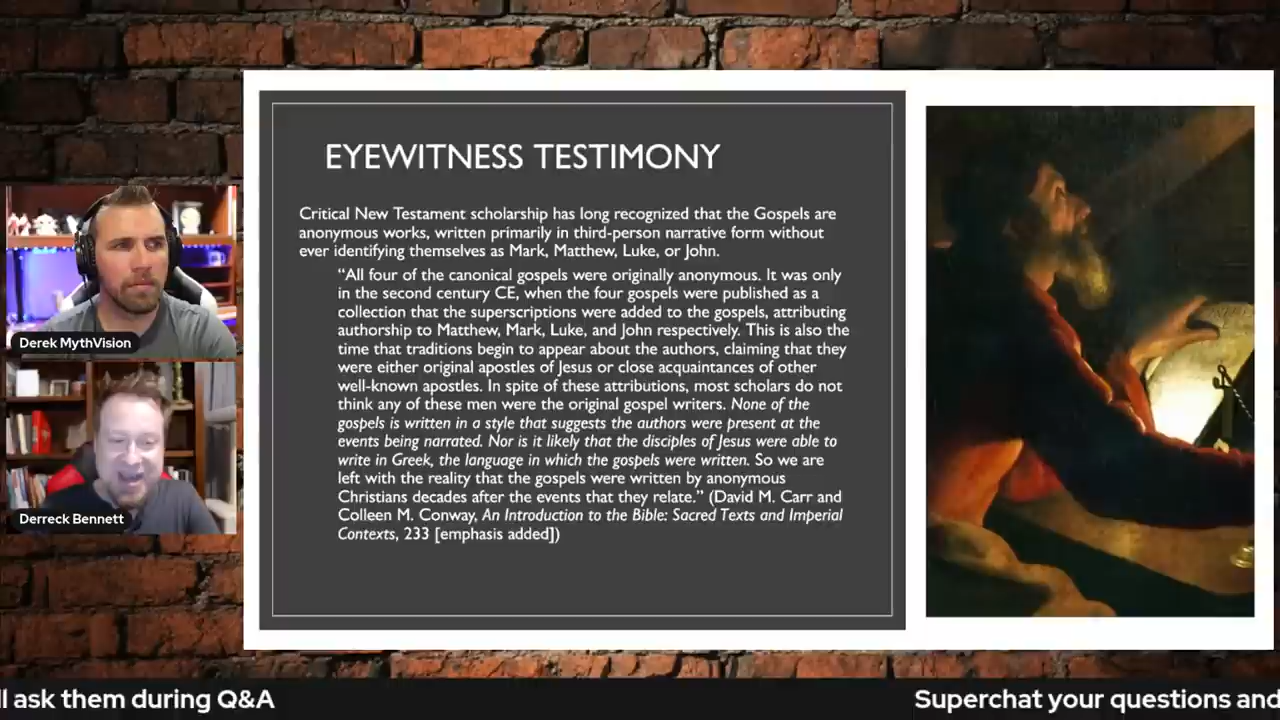 EYEWITNESS TESTIMONY
Critical New Testament scholarship has long recognized that the Gospels are
anonymous works, written primarily in third-person narrative form without
ever identifying themselves as Mark, Matthew, Luke, or John.
“All four of the canonical gospels were originally anonymous. It was only
in the second century CE, when the four gospels were published as a
collection that the superscriptions were added to the gospels, attributing
authorship to Matthew, Mark, Luke, and John respectively. This is also the
time that traditions begin to appear about the authors, claiming that they
were either original apostles of Jesus or close acquaintances of other
well-known apostles. In spite of these attributions, most scholars do not
think any of these men were the original gospel writers. None of the
gospels is written in a style that suggests the authors were present at the
events being narrated. Nor is it likely that the disciples of Jesus were able to
write in Greek, the language in which the gospels were written. So we are
left with the reality that the gospels were written by anonymous
Christians decades after the events that they relate.” (David M. Carr and
Colleen M. Conway, An Introduction to the Bible: Sacred Texts and Imperial
Contexts, 233 [emphasis added])
Derek MythVision
Derreck Bennett
ll ask them during Q&A
Superchat your questions and